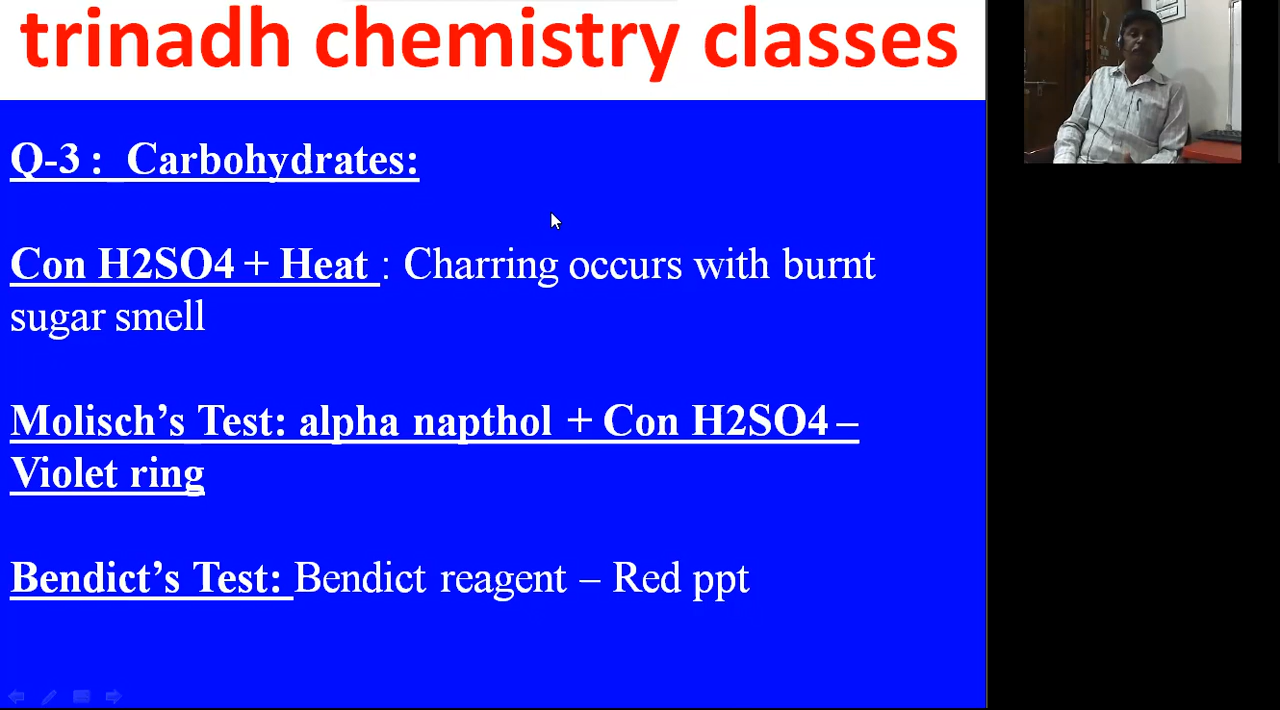 trinadh chemistry classes
Q-3 : Carbohydrates:
Con H2SO4 + Heat : Charring occurs with burnt
sugar smell
Molisch’s Test: alpha napthol + Con H2SO4 –
Violet ring
Bendict’s Test: Bendict reagent – Red ppt